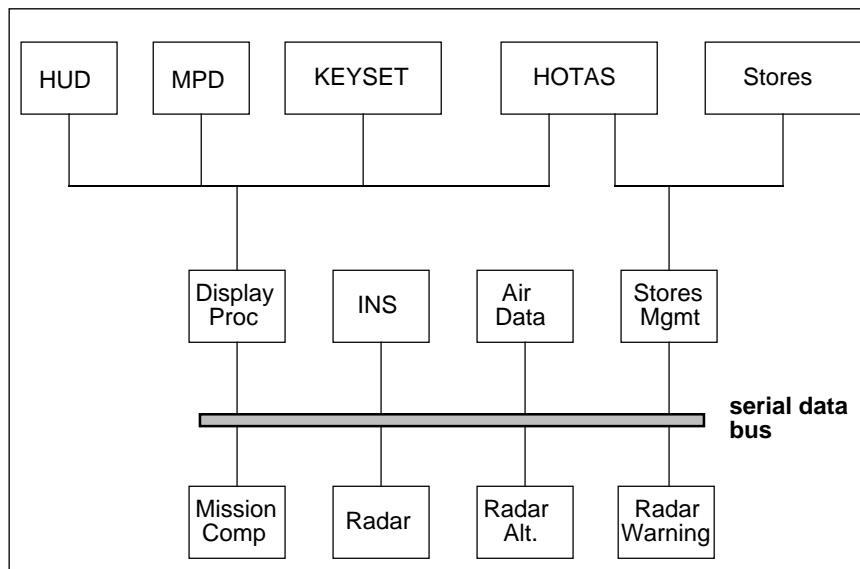 HUD
MPD
KEYSET
HOTAS
Stores
Display
Proc
INS
Air
Data
Stores
Mgmt
serial data
bus
Mission
Comp
Radar
Radar
Alt.
Radar
Warning